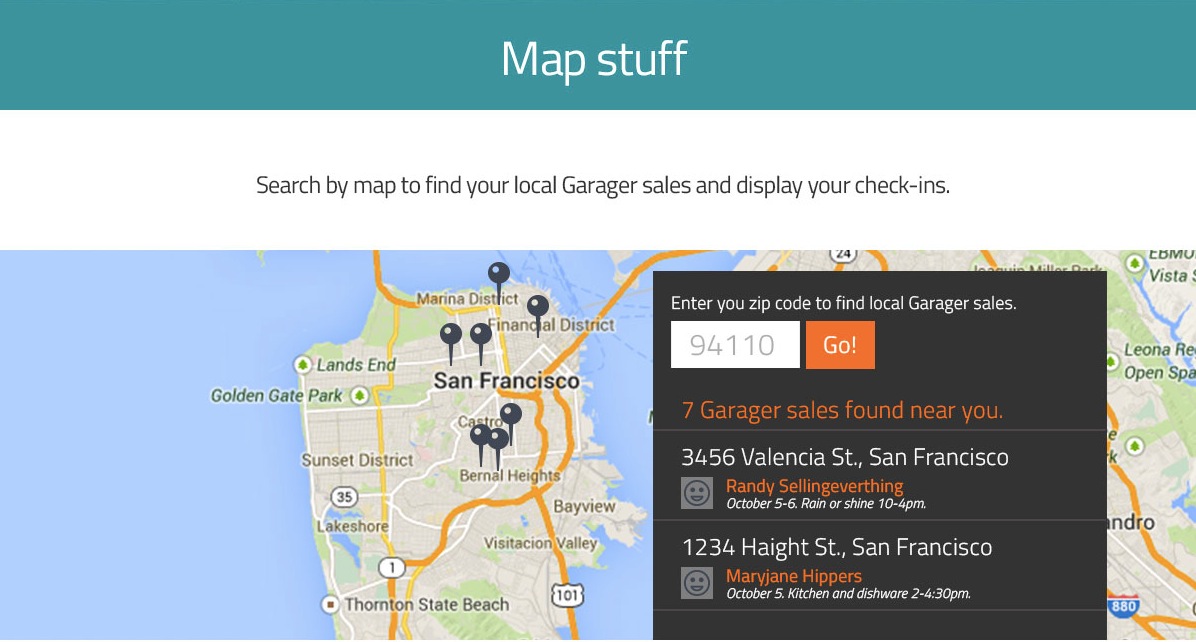 Map stuff
Search by map to find your local Garager sales and display your check-ins.
24
EBMU
Vista S
Joaquin Miller Park
Marina District
Financial District
Enter you zip code to find local Garager sales.
94110
Go!
Lands End
San Francisco
Leona Re
Open Spa
Golden Gate Park
7 Garager sales found near you.
Castro
3456 Valencia St., San Francisco
Sunset District
Bernal Heights
Randy Sellingeverthing
October 5-6. Rain or shine 10-4pm.
35
Bayview
Lakeshore
ndro
Visitacion Valley
1234 Haight St., San Francisco
1
Maryjane Hippers
October 5. Kitchen and dishware 2-4:30pm.
101
Thornton State Beach
880